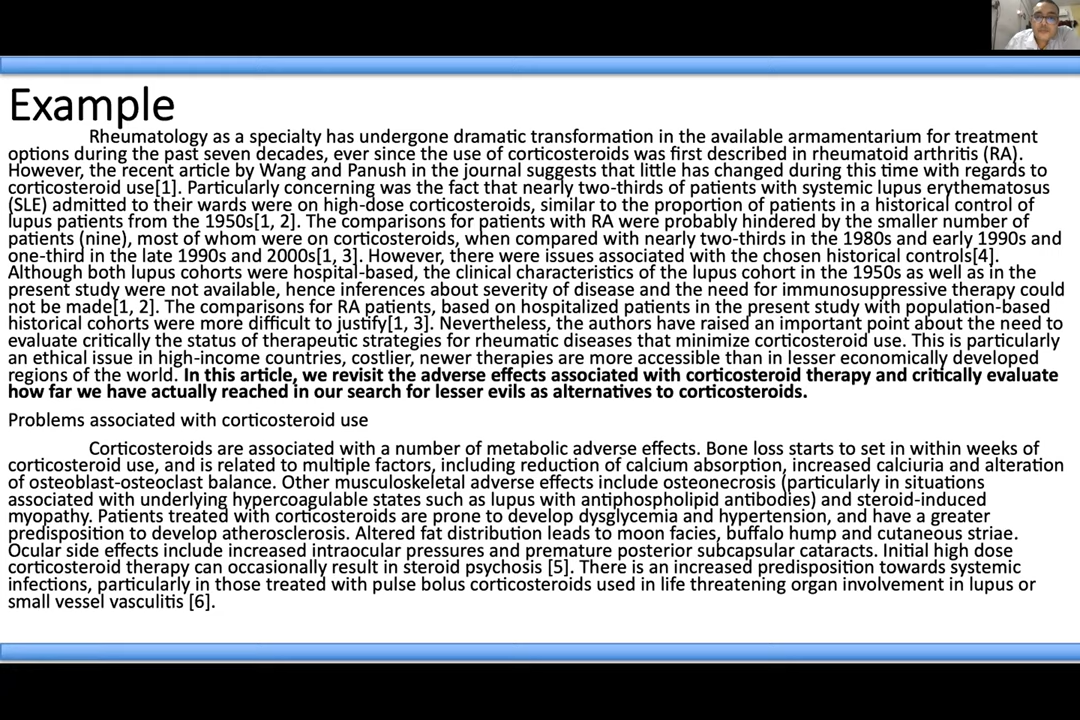 Example
Rheumatology as a specialty has undergone dramatic transformation in the available armamentarium for treatment
options during the past seven decades, ever since the use of corticosteroids was first described in rheumatoid arthritis (RA).
However, the recent article by Wang and Panush in the journal suggests that little has changed during this time with regards to
corticosteroid use[1]. Particularly concerning was the fact that nearly two-thirds of patients with systemic lupus erythematosus
(SLE) admitted to their wards were on high-dose corticosteroids, similar to the proportion of patients in a historical control of
lupus patients from the 1950s[1, 2]. The comparisons for patients with RA were probably hindered by the smaller number of
patients (nine), most of whom were on corticosteroids, when compared with nearly two-thirds in the 1980s and early 1990s and
one-third in the late 1990s and 2000s[1, 3]. However, there were issues associated with the chosen historical controls[4].
Although both lupus cohorts were hospital-based, the clinical characteristics of the lupus cohort in the 1950s as well as in the
present study were not available, hence inferences about severity of disease and the need for immunosuppressive therapy could
not be made[1, 2]. The comparisons for RA patients, based on hospitalized patients in the present study with population-based
historical cohorts were more difficult to justify[1, 3]. Nevertheless, the authors have raised an important point about the need to
evaluate critically the status of therapeutic strategies for rheumatic diseases that minimize corticosteroid use. This is particularly
an ethical issue in high-income countries, costlier, newer therapies are more accessible than in lesser economically developed
regions of the world. In this article, we revisit the adverse effects associated with corticosteroid therapy and critically evaluate
how far we have actually reached in our search for lesser evils as alternatives to corticosteroids.
Problems associated with corticosteroid use
Corticosteroids are associated with a number of metabolic adverse effects. Bone loss starts to set in within weeks of
corticosteroid use, and is related to multiple factors, including reduction of calcium absorption, increased calciuria and alteration
of osteoblast-osteoclast balance. Other musculoskeletal adverse effects include osteonecrosis (particularly in situations
associated with underlying hypercoagulable states such as lupus with antiphospholipid antibodies) and steroid-induced
myopathy. Patients treated with corticosteroids are prone to develop dysglycemia and hypertension, and have a greater
predisposition to develop atherosclerosis. Altered fat distribution leads to moon facies, buffalo hump and cutaneous striae.
Ocular side effects include increased intraocular pressures and premature posterior subcapsular cataracts. Initial high dose
corticosteroid therapy can occasionally result in steroid psychosis [5]. There is an increased predisposition towards systemic
infections, particularly in those treated with pulse bolus corticosteroids used in life threatening organ involvement in lupus or
small vessel vasculitis [6].